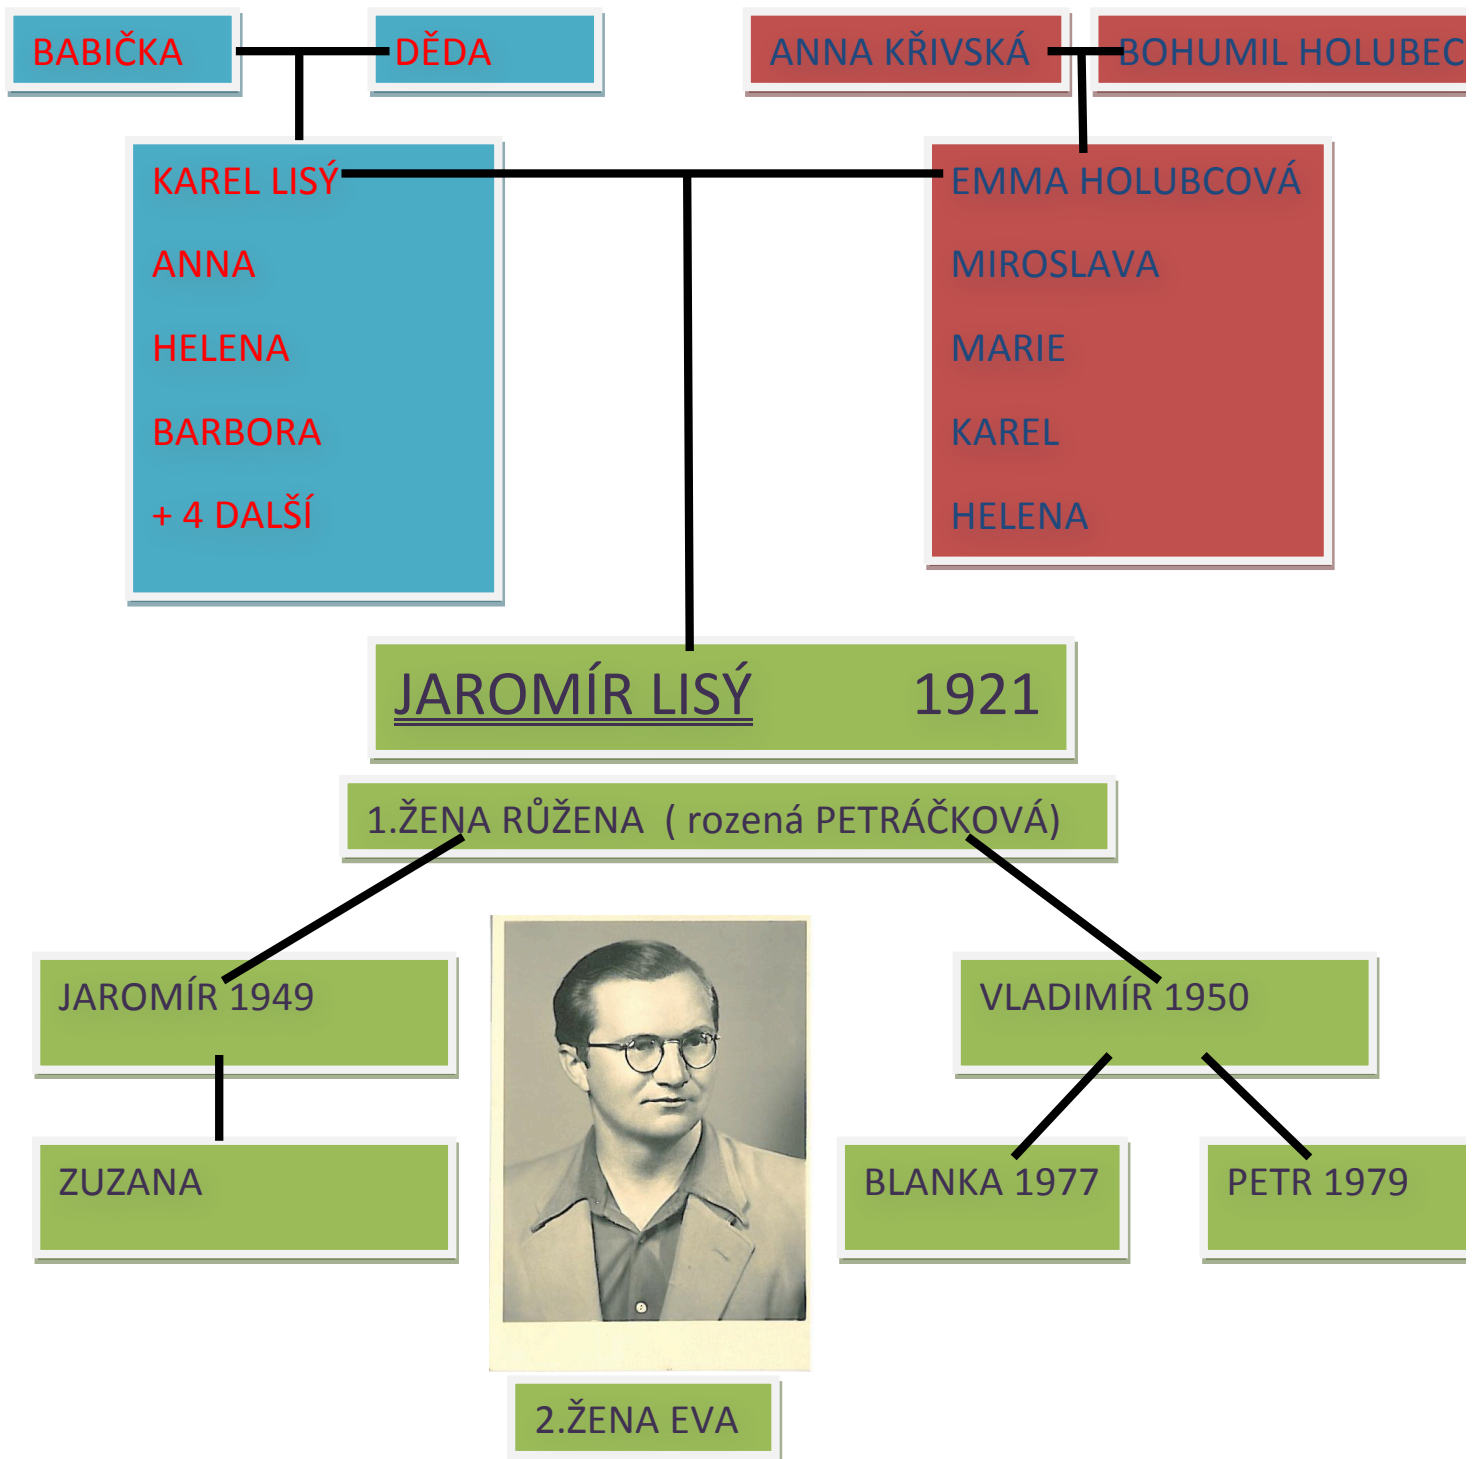 BABIČKA
DĚDA
ANNA KŘIVSKÁ
BOHUMIL HOLUBEC
KAREL LISÝ
ANNA
HELENA
BARBORA
+ 4 DALŠÍ
EMMA HOLUBCOVÁ
MIROSLAVA
MARIE
KAREL
HELENA
JAROMÍR LISÝ 1921
1.ŽENA RŮŽENA ( rozená PETRÁČKOVÁ)
JAROMÍR 1949
VLADIMÍR 1950
ZUZANA
BLANKA 1977
PETR 1979
2.ŽENA EVA